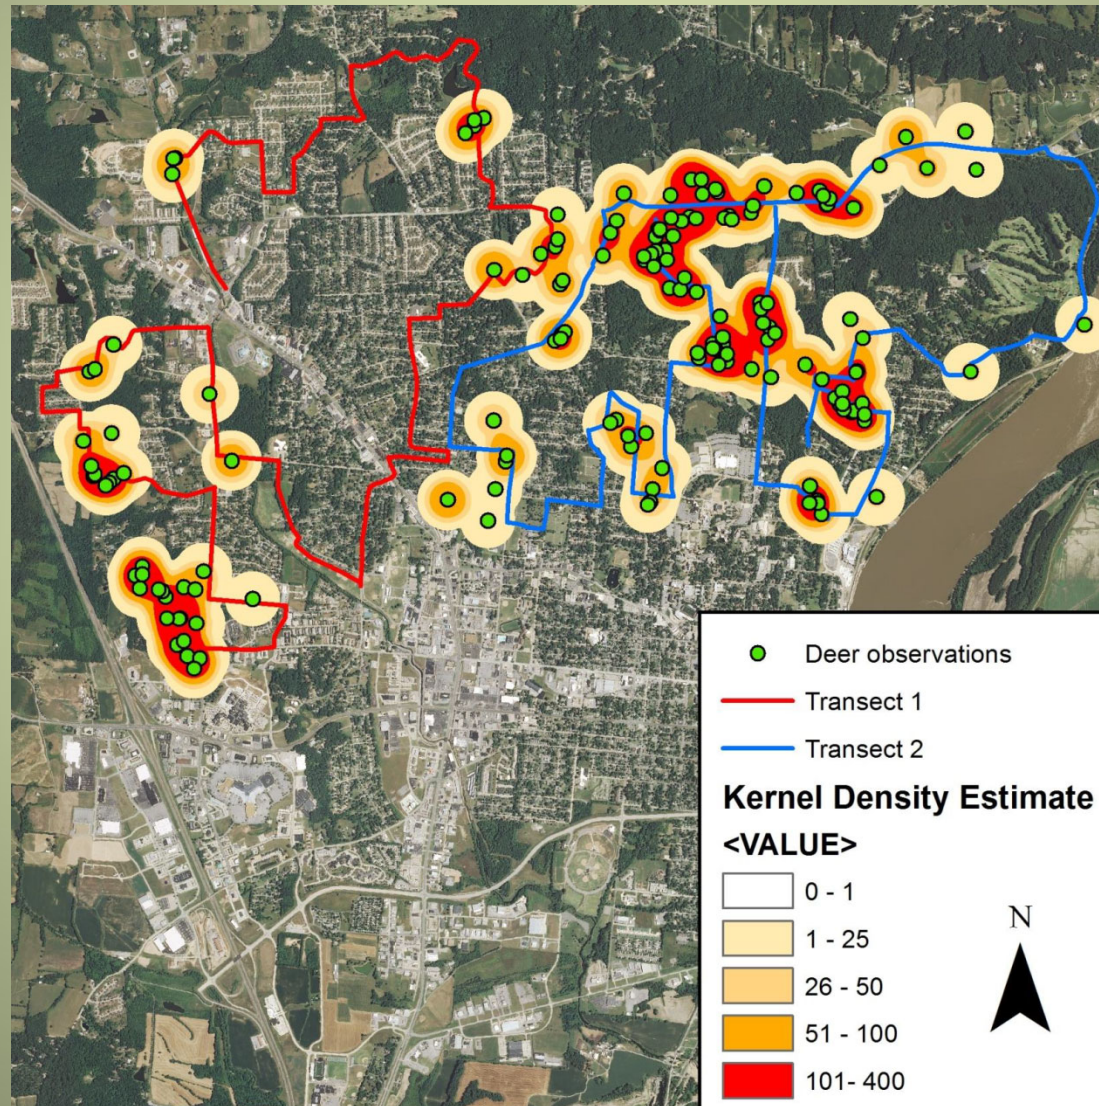 Deer observations
Transect 1
Transect 2
Kernel Density Estimate
<VALUE>
0 - 1
1 - 25
26 - 50
51 - 100
101- 400
N